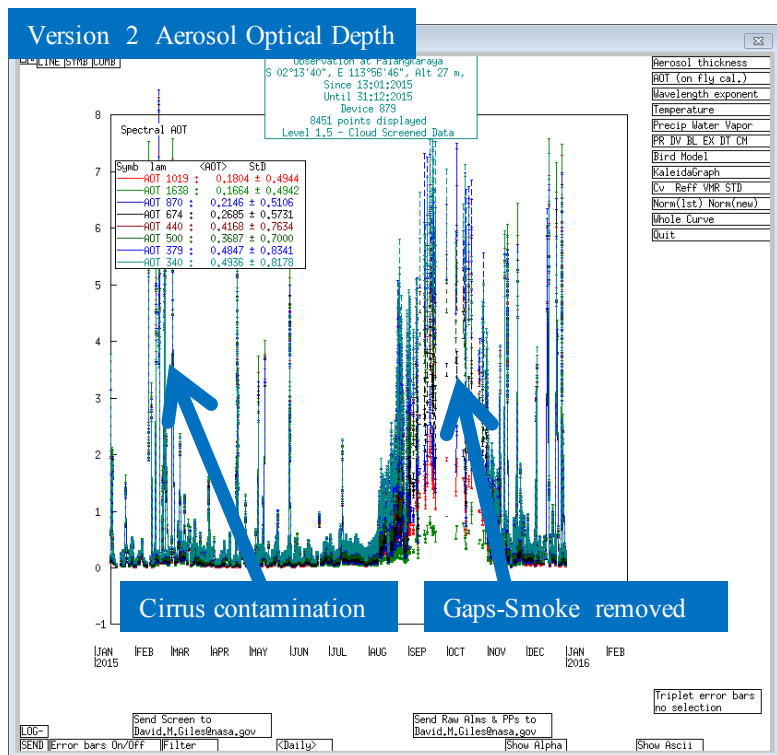 Version 2 Aerosol Optical Depth
LINE SYMB COMB
Observation at Palangkaraya
S 02°13'40", E 113°56'46", Alt 27 m,
Since 13:01:2015
Until 31:12:2015
Device 879
8451 points displayed
Level 1.5 - Cloud Screened Data
Aerosol thickness
AOT (on fly cal.)
Wavelength exponent
Temperature
Precip Water Vapor
PR DV BL EX DT CM
Bird Model
KaleidaGraph
Cv Reff VMR STD
Norm(lst) Norm(new)
Whole Curve
Quit
Spectral AOT
Symb lam <AOT> StD
AOT 1019 : 0.1804 ± 0.4944
AOT 1638 : 0.1664 ± 0.4942
AOT 870 : 0.2146 ± 0.5106
AOT 674 : 0.2685 ± 0.5731
AOT 440 : 0.4168 ± 0.7634
AOT 500 : 0.3687 ± 0.7000
AOT 379 : 0.4847 ± 0.8341
AOT 340 : 0.4936 ± 0.8178
8
7
6
5
4
3
2
1
0
-1
Cirrus contamination
Gaps-Smoke removed
JAN FEB MAR APR MAY JUN JUL AUG SEP OCT NOV DEC JAN FEB
2015 2016
Triplet error bars
no selection
Send Screen to
David.M.Giles@nasa.gov
Send Raw Alms & PPs to
David.M.Giles@nasa.gov
LOG-
SEND Error bars On/Off Filter <Daily> Show Alpha Show Ascii